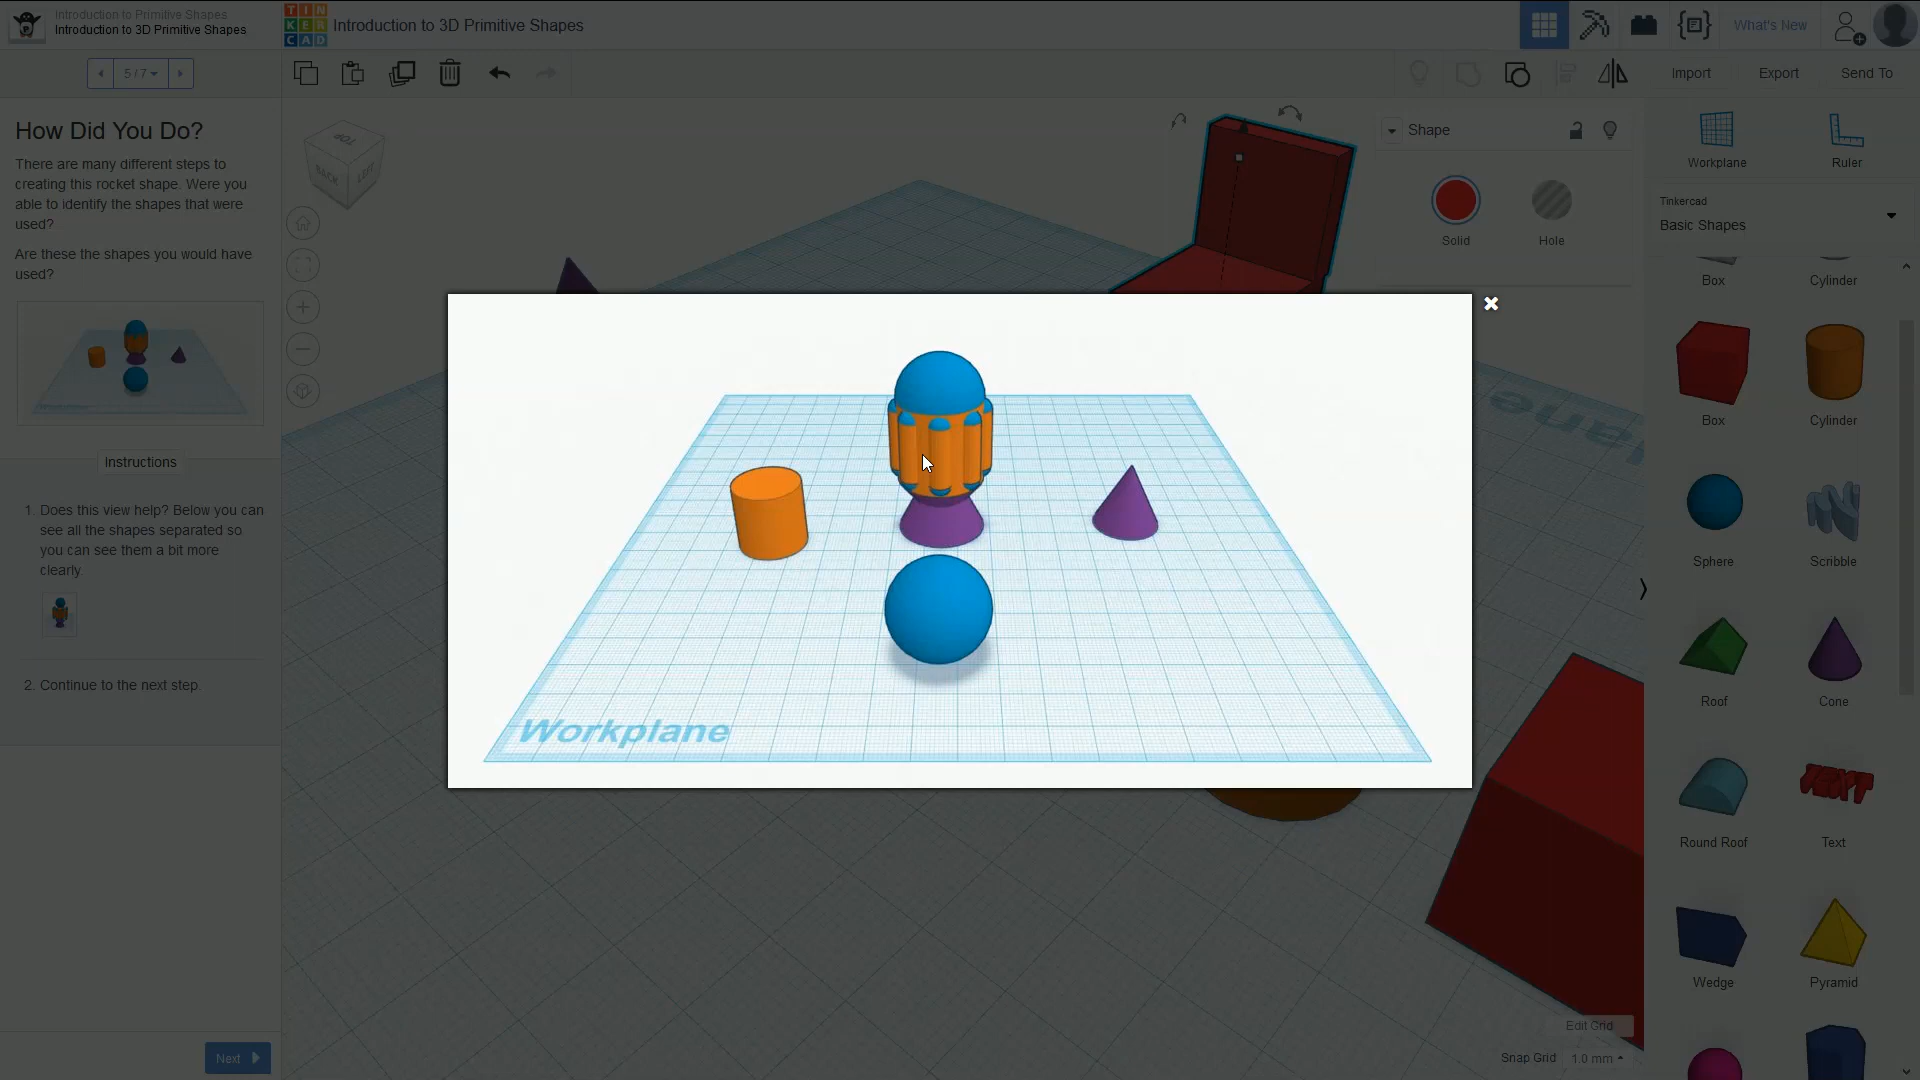 Introduction to Primitive Shapes
Introduction to 3D Primitive Shapes
TIN
KER
CAD
Introduction to 3D Primitive Shapes
What's New
5 / 7
Import
Export
Send To
How Did You Do?
There are many different steps to
creating this rocket shape. Were you
able to identify the shapes that were
used?
Are these the shapes you would have
used?
Instructions
1. Does this view help? Below you can
see all the shapes separated so
you can see them a bit more
clearly.
2. Continue to the next step.
Next
TOP
BACK
LEFT
Shape
Solid
Hole
Workplane
Workplane
Ruler
Tinkercad
Basic Shapes
Box
Cylinder
Box
Cylinder
Sphere
Scribble
Roof
Cone
Round Roof
TEXT
Text
Wedge
Pyramid
Edit Grid
Snap Grid 1.0 mm